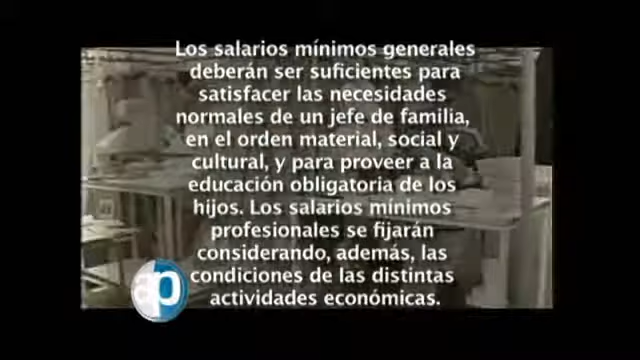 Los salarios mínimos generales
deberán ser suficientes para
satisfacer las necesidades
normales de un jefe de familia,
en el orden material, social y
cultural, y para proveer a la
educación obligatoria de los
hijos. Los salarios mínimos
profesionales se fijarán
considerando, además, las
condiciones de las distintas
actividades económicas.
ap